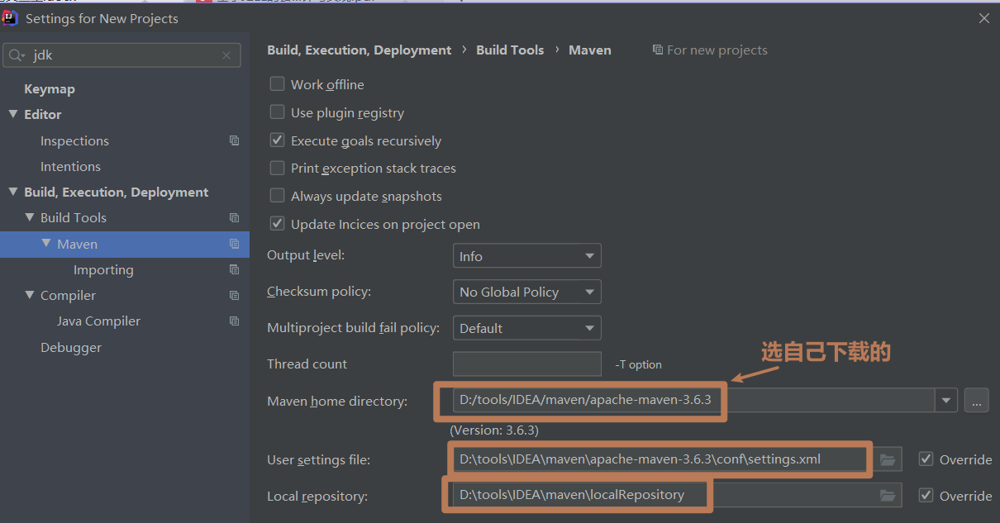 Settings for New Projects
jdk
Keymap
Editor
Inspections
Intentions
Build, Execution, Deployment
Build Tools
Maven
Importing
Compiler
Java Compiler
Debugger
Build, Execution, Deployment › Build Tools › Maven For new projects
Work offline
Use plugin registry
Execute goals recursively
Print exception stack traces
Always update snapshots
Update Incices on project open
Output level: Info
Checksum policy: No Global Policy
Multiproject build fail policy: Default
Thread count -T option
选自己下载的
Maven home directory: D:/tools/IDEA/maven/apache-maven-3.6.3 ...
(Version: 3.6.3)
User settings file: D:\tools\IDEA\maven\apache-maven-3.6.3\conf\settings.xml Override
Local repository: D:\tools\IDEA\maven\localRepository Override